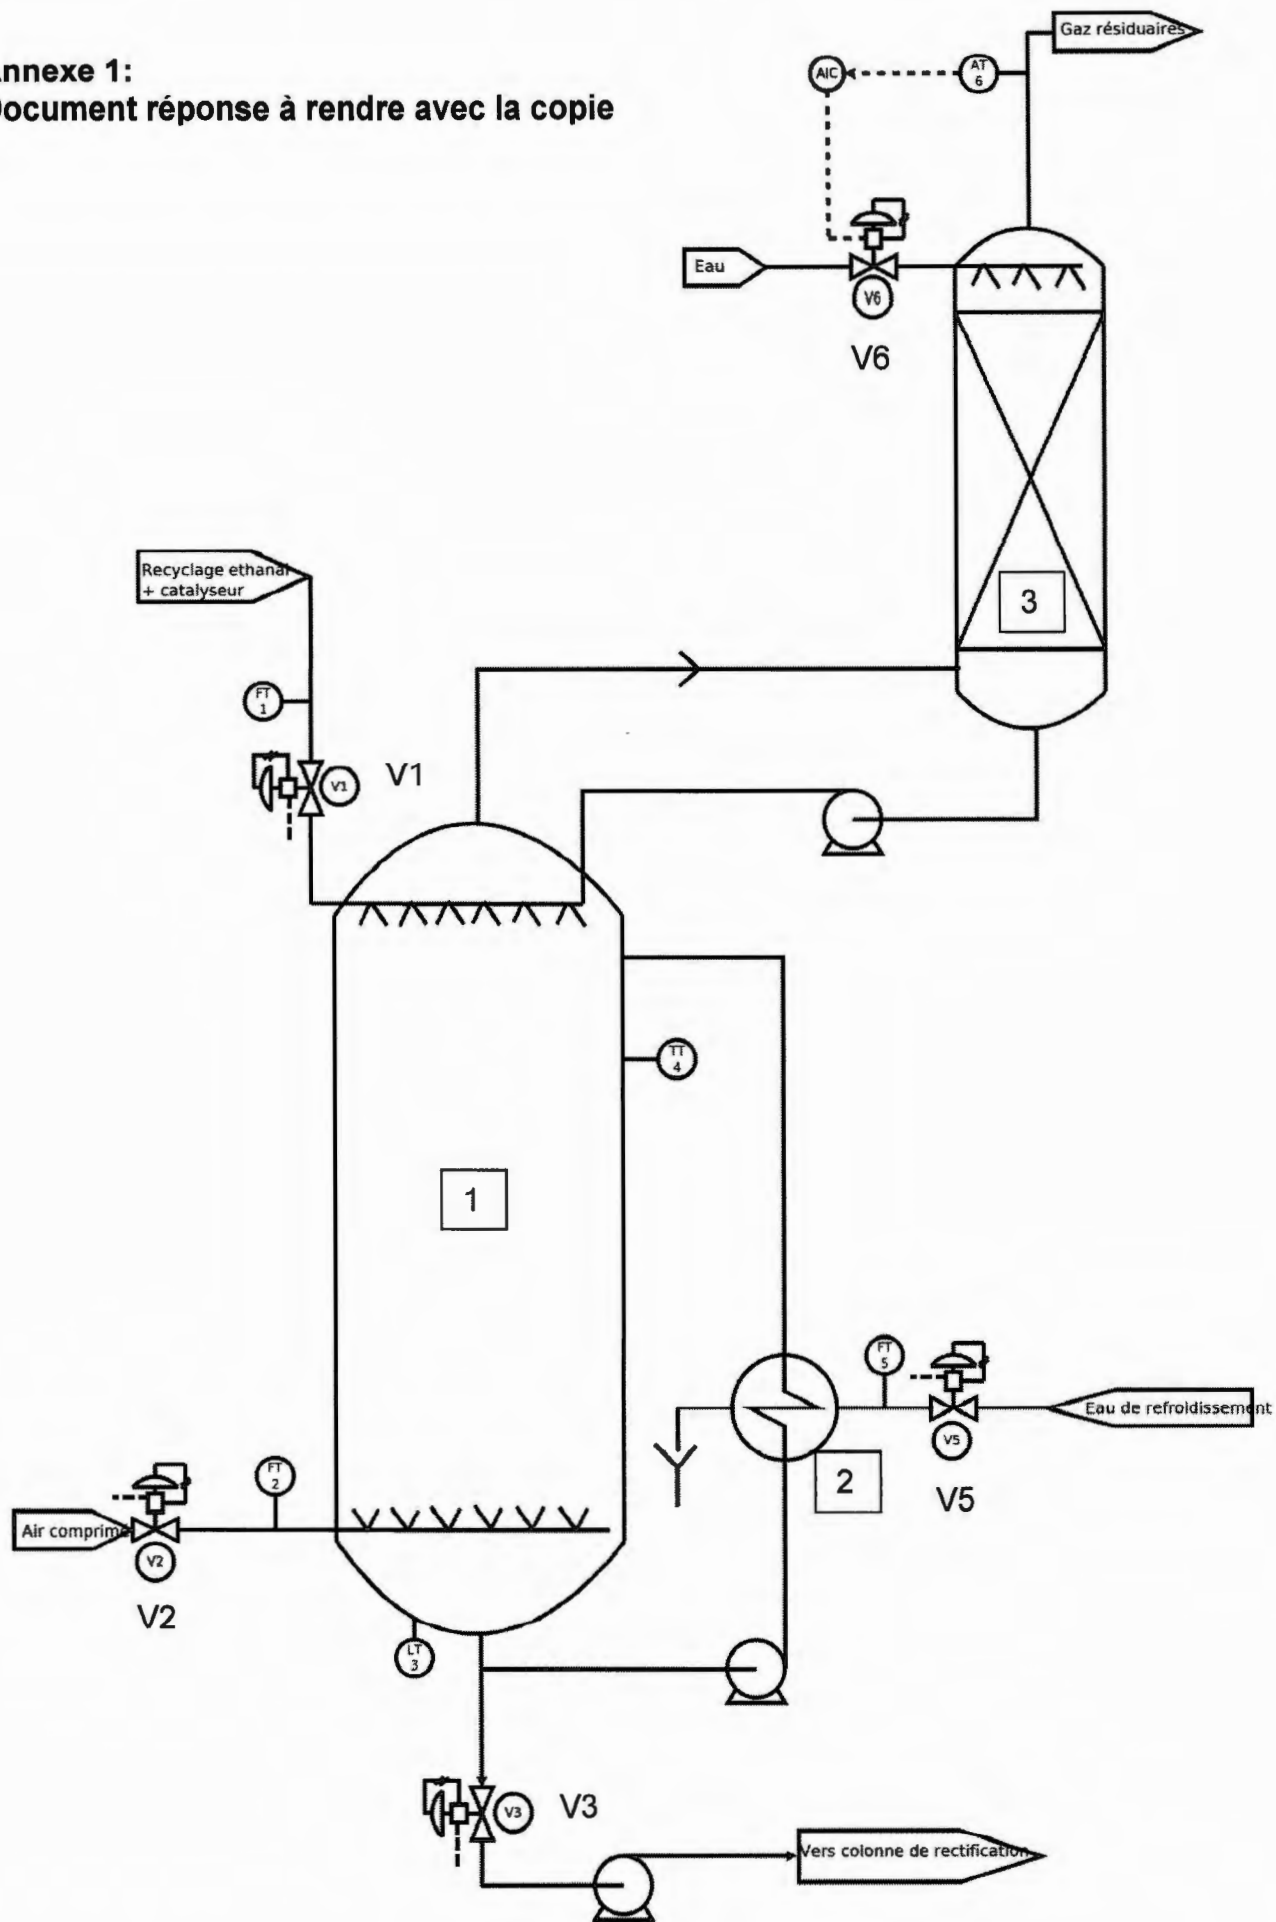 nnexe 1:
ocument réponse à rendre avec la copie
Gaz résiduaires
AIC
AT
6
Eau
V6
V6
Recyclage ethanal
+ catalyseur
3
FT
1
V1
V1
TT
4
1
FT
5
Eau de refroldissement
V5
2
V5
FT
2
Air comprimé
V2
V2
LT
3
V3
V3
Vers colonne de rectification